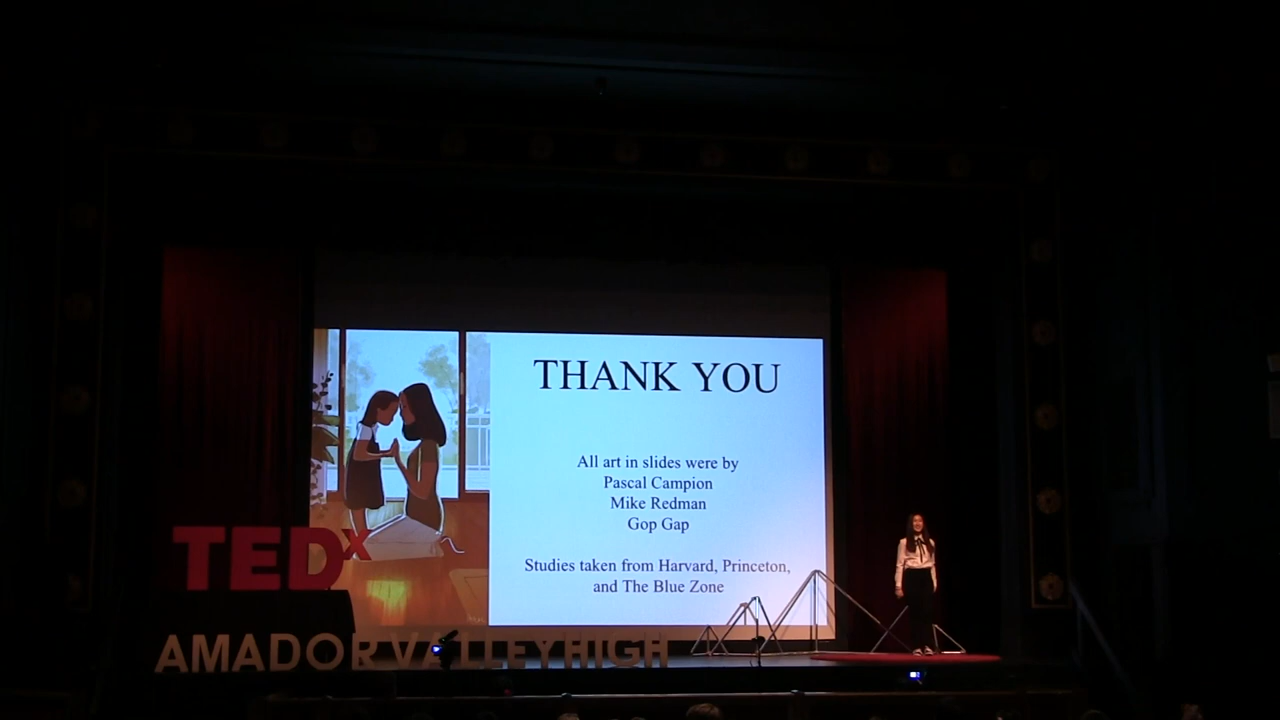 THANK YOU
All art in slides were by
Pascal Campion
Mike Redman
Gop Gap
Studies taken from Harvard, Princeton,
and The Blue Zone
TEDx
AMADOR VALLEY HIGH